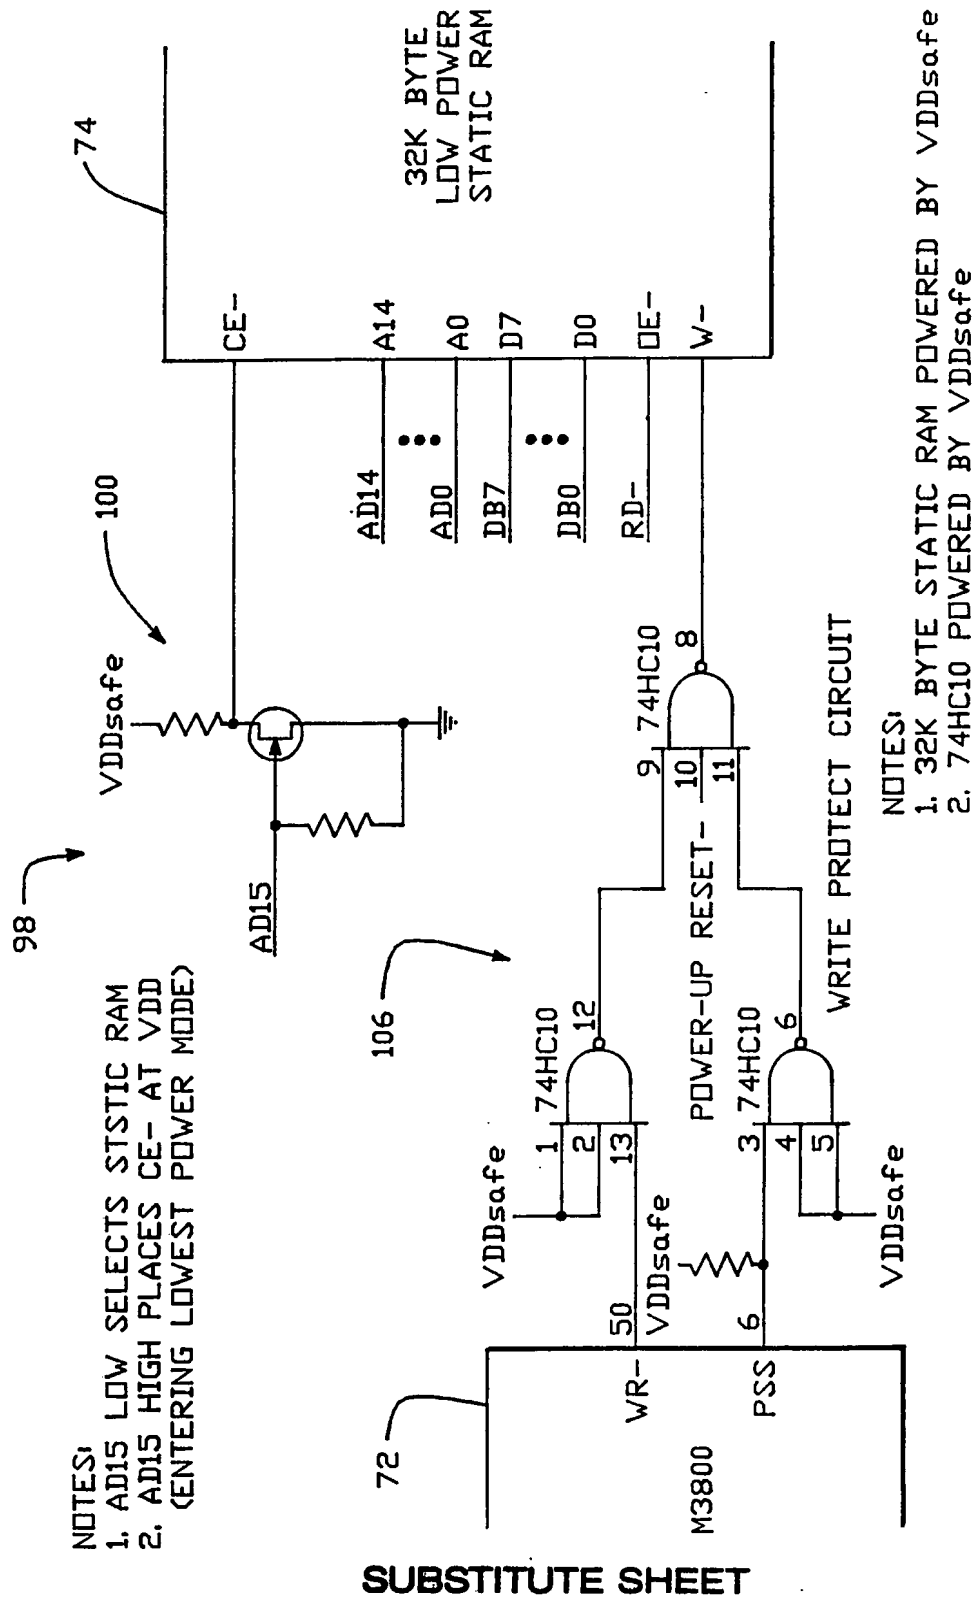 98
NOTES:
1. AD15 LOW SELECTS STSTIC RAM
2. AD15 HIGH PLACES CE- AT VDD
(ENTERING LOWEST POWER MODE)
AD15
VDDsafe
100
74
32K BYTE
LOW POWER
STATIC RAM
CE-
AD14
A14
AD0
A0
DB7
D7
DB0
D0
RD-
OE-
W-
106
72
M3800
WR-
50
PSS
6
VDDsafe
1
2
13
74HC10
12
VDDsafe
3
4
5
74HC10
6
VDDsafe
POWER-UP RESET-
9
10
11
74HC10
8
WRITE PROTECT CIRCUIT
NOTES:
1. 32K BYTE STATIC RAM POWERED BY VDDsafe
2. 74HC10 POWERED BY VDDsafe
SUBSTITUTE SHEET